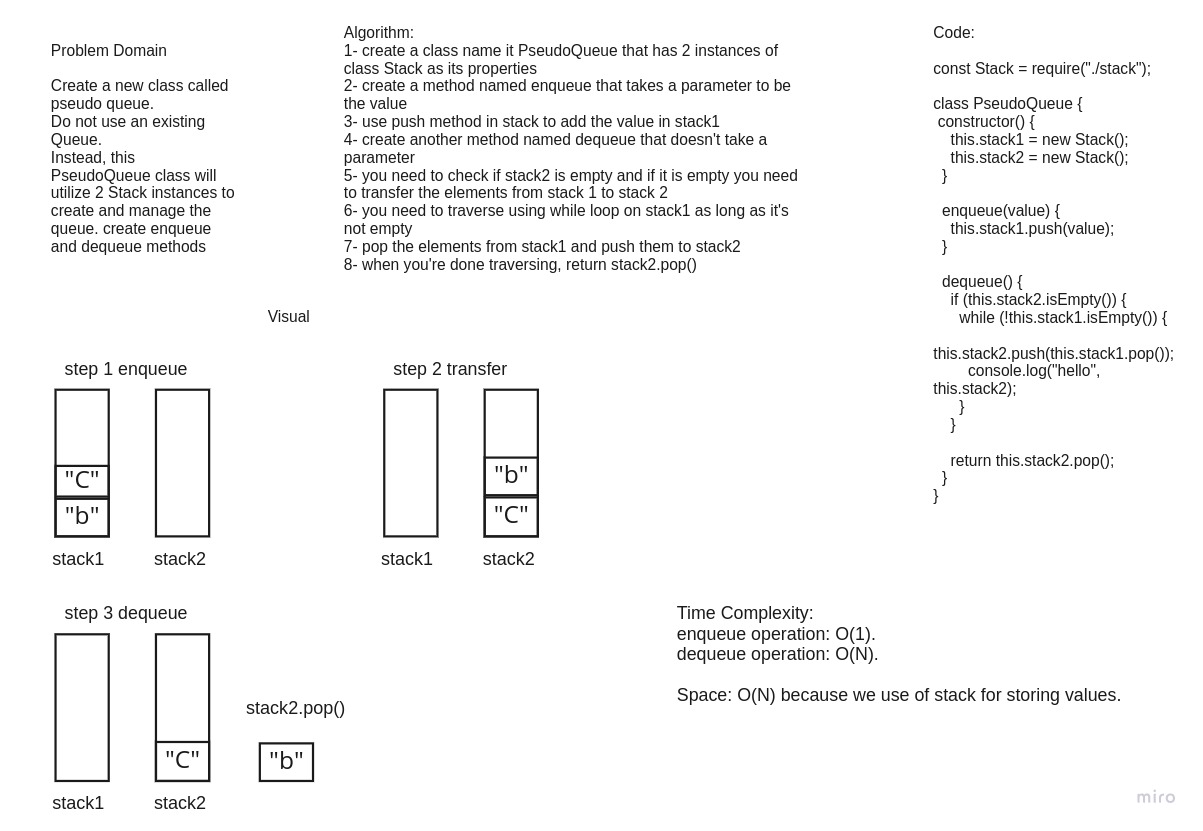 Problem Domain
Create a new class called
pseudo queue.
Do not use an existing
Queue.
Instead, this
PseudoQueue class will
utilize 2 Stack instances to
create and manage the
queue. create enqueue
and dequeue methods
Algorithm:
1- create a class name it PseudoQueue that has 2 instances of
class Stack as its properties
2- create a method named enqueue that takes a parameter to be
the value
3- use push method in stack to add the value in stack1
4- create another method named dequeue that doesn't take a
parameter
5- you need to check if stack2 is empty and if it is empty you need
to transfer the elements from stack 1 to stack 2
6- you need to traverse using while loop on stack1 as long as it's
not empty
7- pop the elements from stack1 and push them to stack2
8- when you're done traversing, return stack2.pop()
Code:
const Stack = require("./stack");
class PseudoQueue {
constructor() {
this.stack1 = new Stack();
this.stack2 = new Stack();
}
enqueue(value) {
this.stack1.push(value);
}
dequeue() {
if (this.stack2.isEmpty()) {
while (!this.stack1.isEmpty()) {
this.stack2.push(this.stack1.pop());
console.log("hello",
this.stack2);
}
}
return this.stack2.pop();
}
}
Visual
step 1 enqueue
"C"
"b"
stack1
stack2
step 2 transfer
"b"
"C"
stack1
stack2
step 3 dequeue
stack2.pop()
"C"
"b"
stack1
stack2
Time Complexity:
enqueue operation: O(1).
dequeue operation: O(N).
Space: O(N) because we use of stack for storing values.
miro